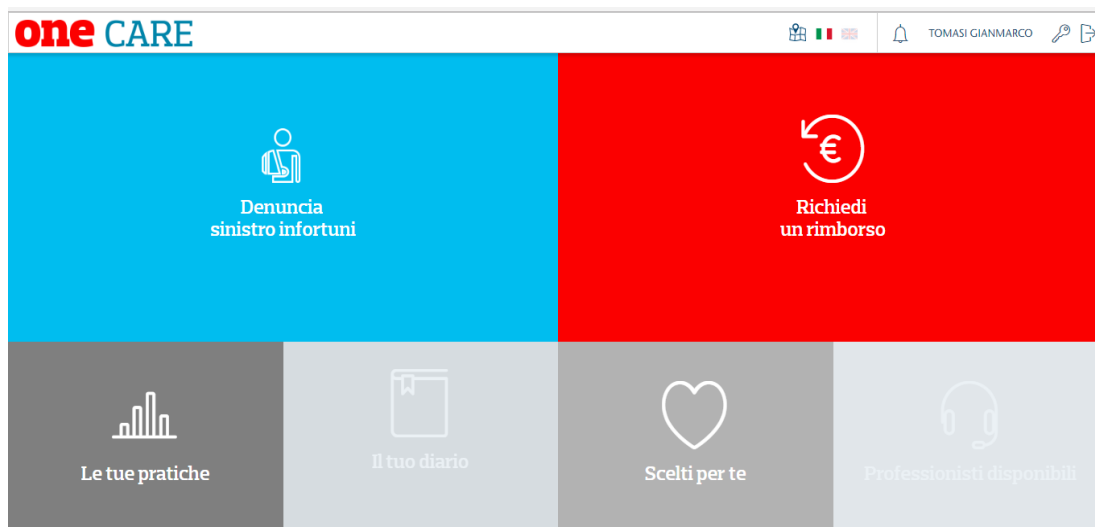 one CARE
TOMASI GIANMARCO
Denuncia
sinistro infortuni
Richiedi
un rimborso
€
Le tue pratiche
Il tuo diario
Scelti per te
Professionisti disponibili